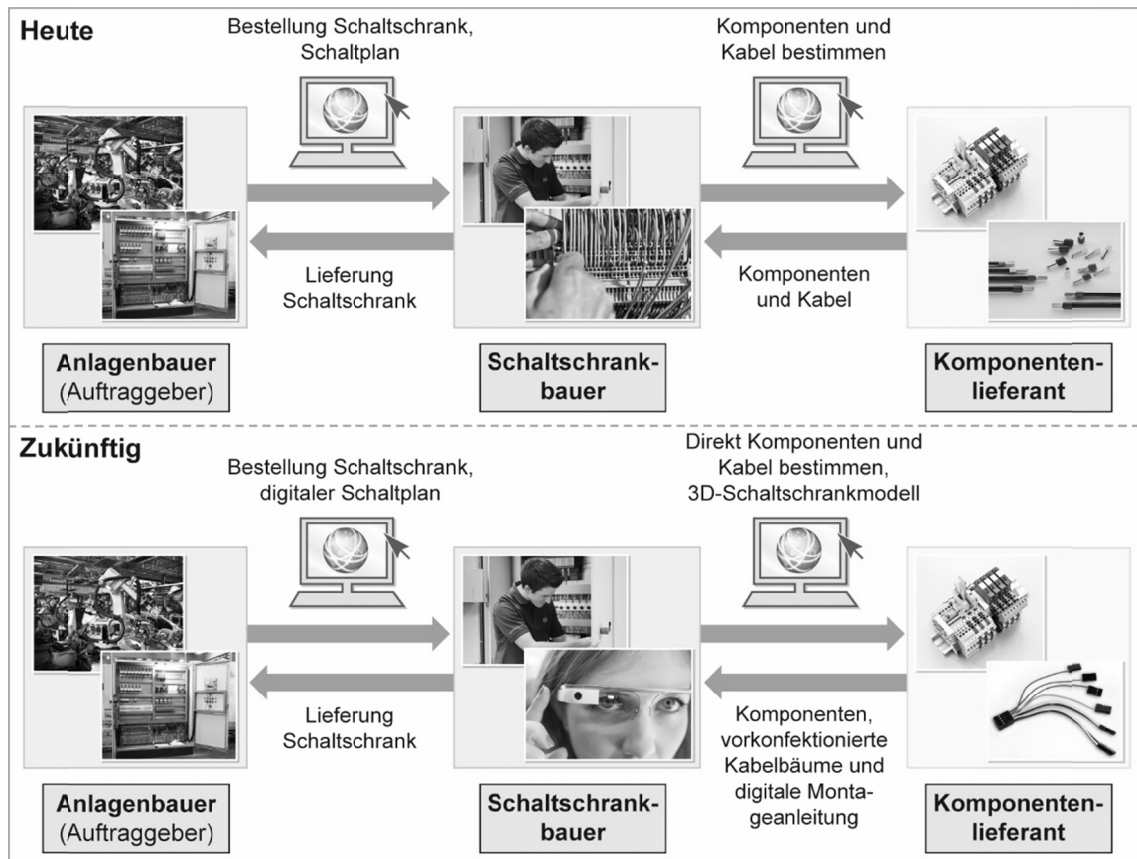 Heute
Bestellung Schaltschrank,
Schaltplan
Komponenten und
Kabel bestimmen
Lieferung
Schaltschrank
Komponenten
und Kabel
Anlagenbauer
(Auftraggeber)
Schaltschrank-
bauer
Komponenten-
lieferant
Zukünftig
Bestellung Schaltschrank,
digitaler Schaltplan
Direkt Komponenten und
Kabel bestimmen,
3D-Schaltschrankmodell
Lieferung
Schaltschrank
Komponenten,
vorkonfektionierte
Kabelbäume und
digitale Monta-
geanleitung
Anlagenbauer
(Auftraggeber)
Schaltschrank-
bauer
Komponenten-
lieferant